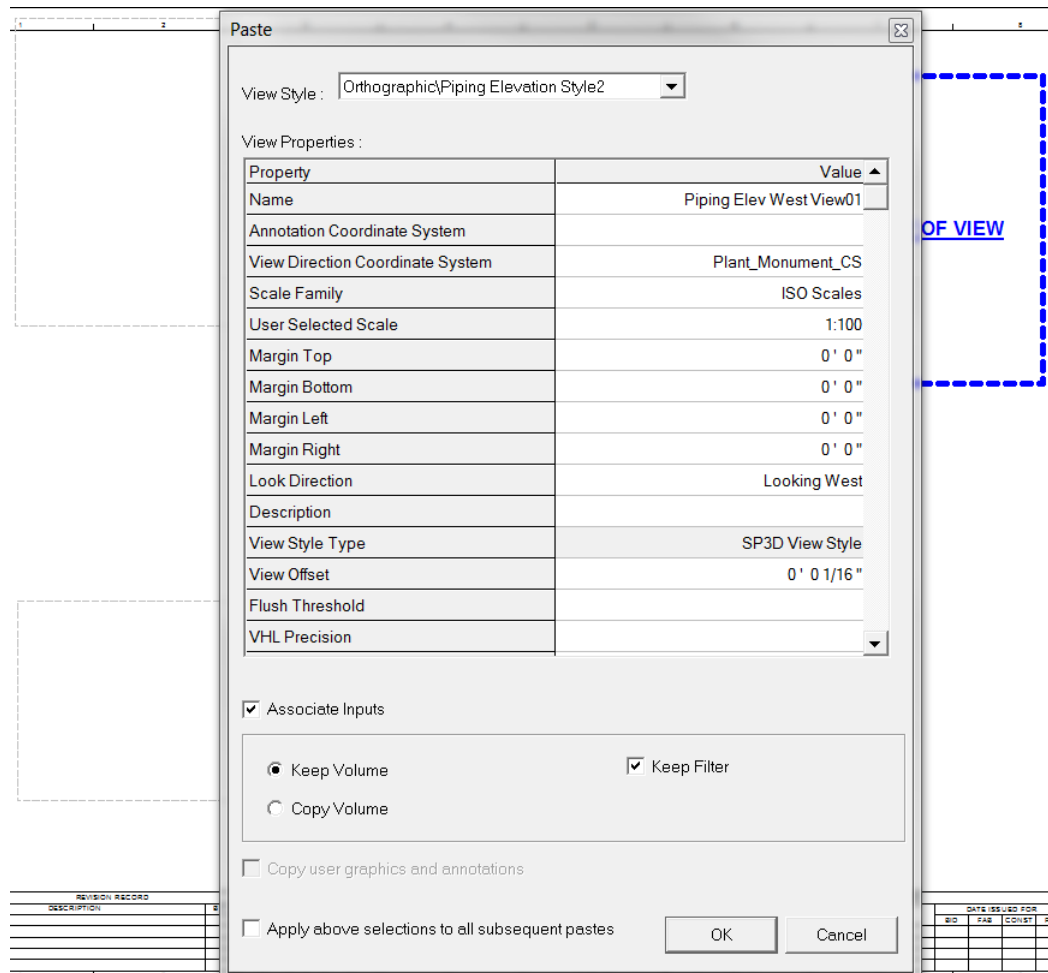 1 2 8
Paste
View Style : Orthographic\Piping Elevation Style2
View Properties :
Property Value
Name Piping Elev West View01
Annotation Coordinate System
View Direction Coordinate System Plant_Monument_CS
Scale Family ISO Scales
User Selected Scale 1:100
Margin Top 0 ' 0 "
Margin Bottom 0 ' 0 "
Margin Left 0 ' 0 "
Margin Right 0 ' 0 "
Look Direction Looking West
Description
View Style Type SP3D View Style
View Offset 0 ' 0 1/16 "
Flush Threshold
VHL Precision
OF VIEW
Associate Inputs
Keep Volume Keep Filter
Copy Volume
Copy user graphics and annotations
Apply above selections to all subsequent pastes OK Cancel
REVISION RECORD
DESCRIPTION
DATE ISSUED FOR
BID FAB CONST